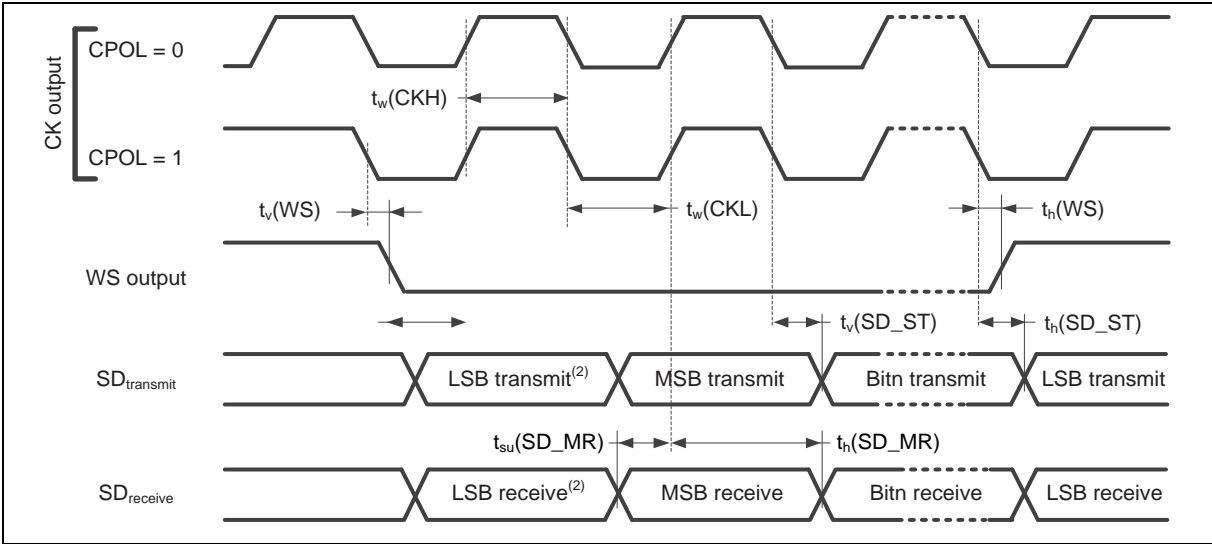 CK output
CPOL = 0
tw(CKH)
CPOL = 1
tv(WS)
tw(CKL)
th(WS)
WS output
tv(SD_ST)
th(SD_ST)
SDtransmit
LSB transmit(2)
MSB transmit
Bitn transmit
LSB transmit
tsu(SD_MR)
th(SD_MR)
SDreceive
LSB receive(2)
MSB receive
Bitn receive
LSB receive